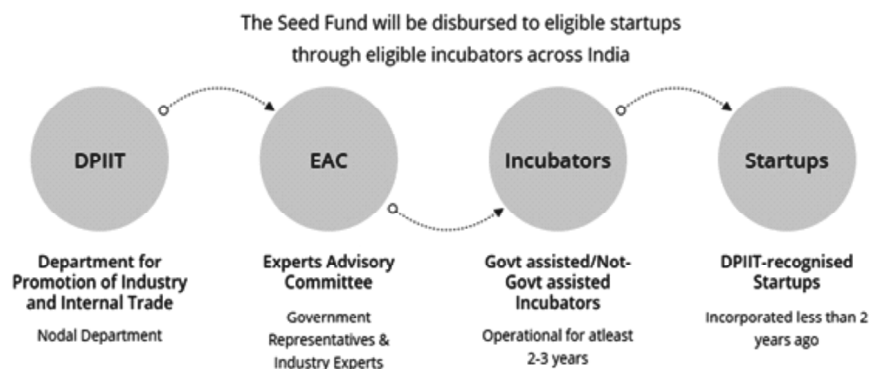 The Seed Fund will be disbursed to eligible startups
through eligible incubators across India
DPIIT
EAC
Incubators
Startups
Department for
Promotion of Industry
and Internal Trade
Nodal Department
Experts Advisory
Committee
Government
Representatives &
Industry Experts
Govt assisted/Not-
Govt assisted
Incubators
Operational for atleast
2-3 years
DPIIT-recognised
Startups
Incorporated less than 2
years ago